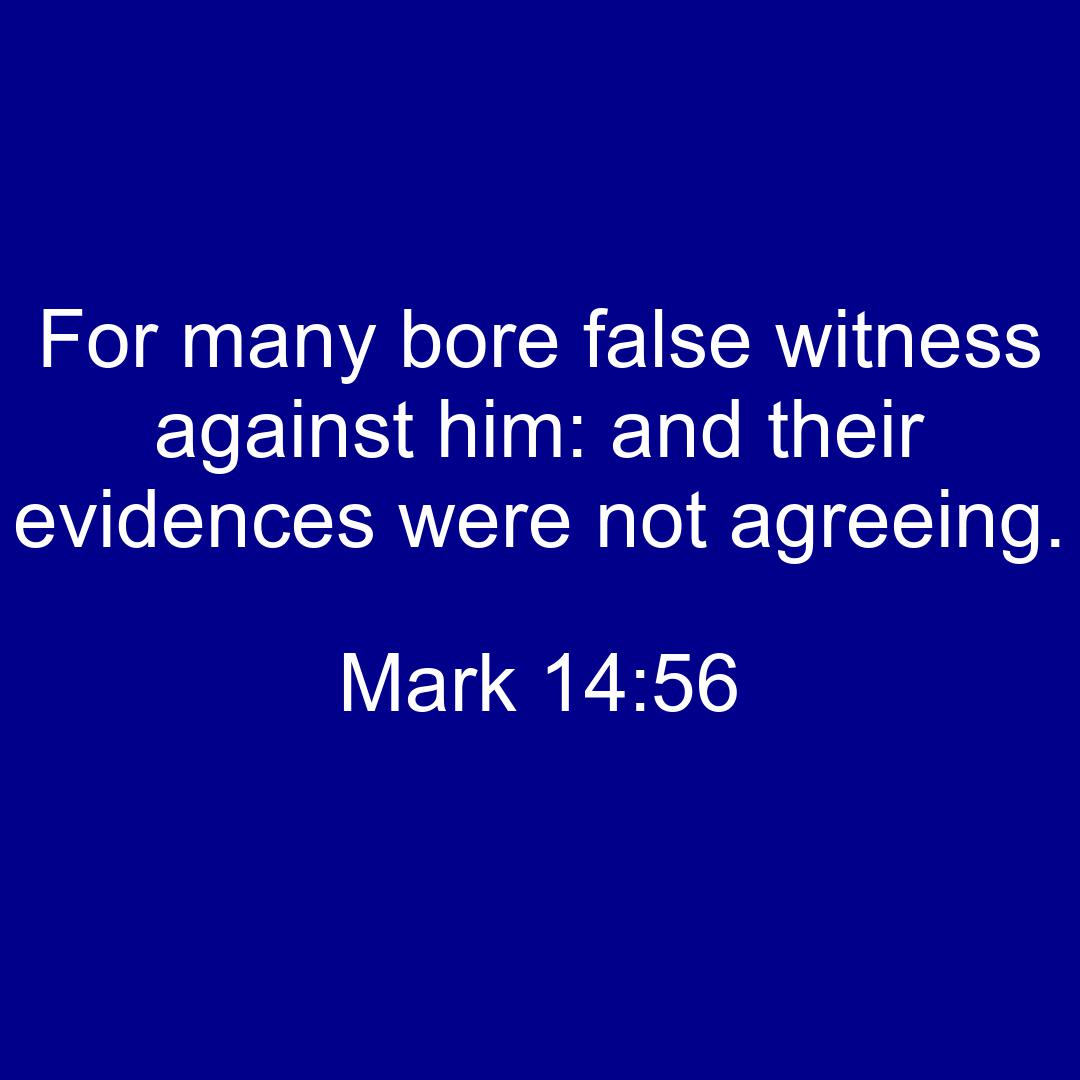 For many bore false witness
against him: and their
evidences were not agreeing.
Mark 14:56